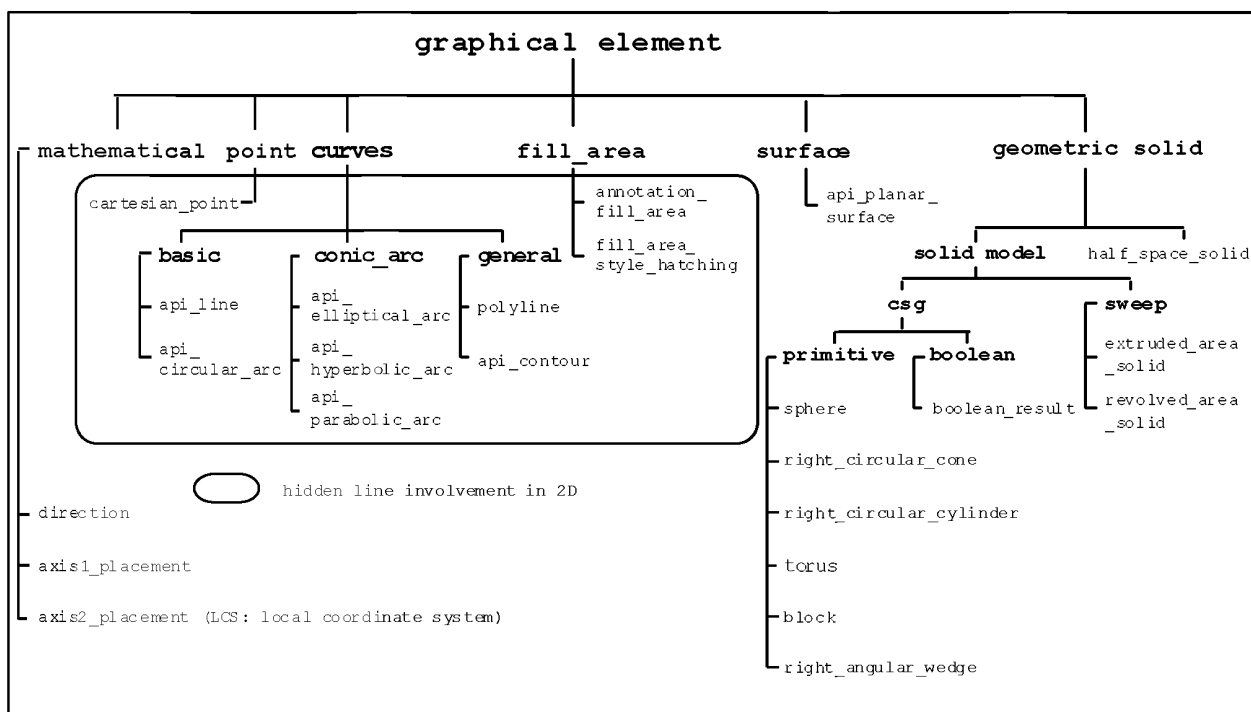 graphical element
mathematical point curves fill_area surface geometric solid
cartesian_point
annotation_
fill_area
fill_area_
style_hatching
api_planar_
surface
basic conic_arc general
api_line
api_
circular_arc
api_
elliptical_arc
api_
hyperbolic_arc
api_
parabolic_arc
polyline
api_contour
solid model half_space_solid
csg sweep
primitive boolean
extruded_area
_solid
revolved_area
_solid
boolean_result
sphere
right_circular_cone
right_circular_cylinder
torus
block
right_angular_wedge
hidden line involvement in 2D
direction
axis1_placement
axis2_placement (LCS: local coordinate system)